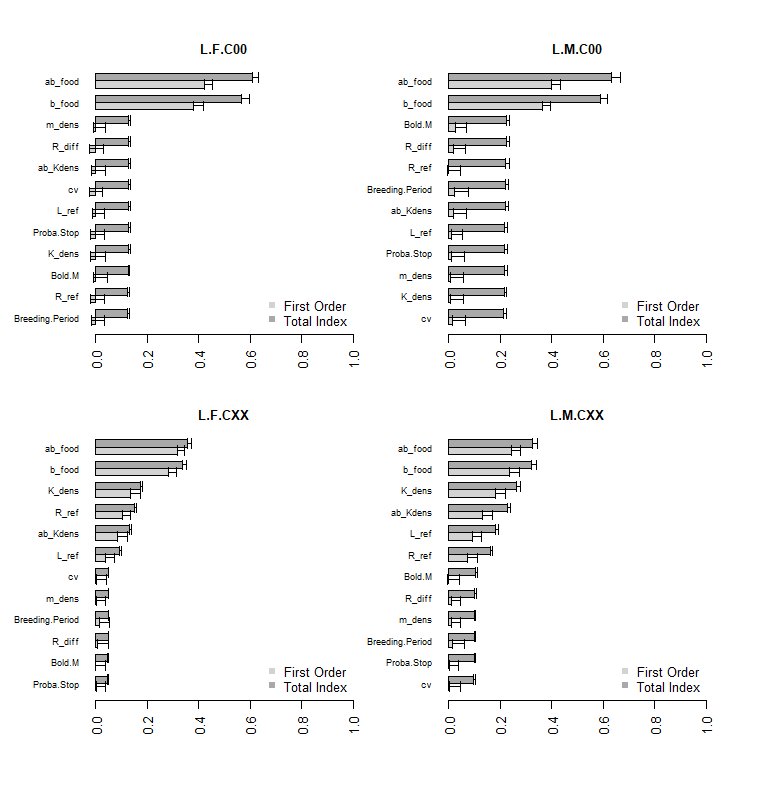 L.F.C00
ab_food
b_food
m_dens
R_diff
ab_Kdens
cv
L_ref
Proba.Stop
K_dens
Bold.M
R_ref
Breeding.Period
First Order
Total Index
0.0 0.2 0.4 0.6 0.8 1.0
L.M.C00
ab_food
b_food
Bold.M
R_diff
R_ref
Breeding.Period
ab_Kdens
L_ref
Proba.Stop
m_dens
K_dens
cv
First Order
Total Index
0.0 0.2 0.4 0.6 0.8 1.0
L.F.CXX
ab_food
b_food
K_dens
R_ref
ab_Kdens
L_ref
cv
m_dens
Breeding.Period
R_diff
Bold.M
Proba.Stop
First Order
Total Index
0.0 0.2 0.4 0.6 0.8 1.0
L.M.CXX
ab_food
b_food
K_dens
ab_Kdens
L_ref
R_ref
Bold.M
R_diff
m_dens
Breeding.Period
Proba.Stop
cv
First Order
Total Index
0.0 0.2 0.4 0.6 0.8 1.0